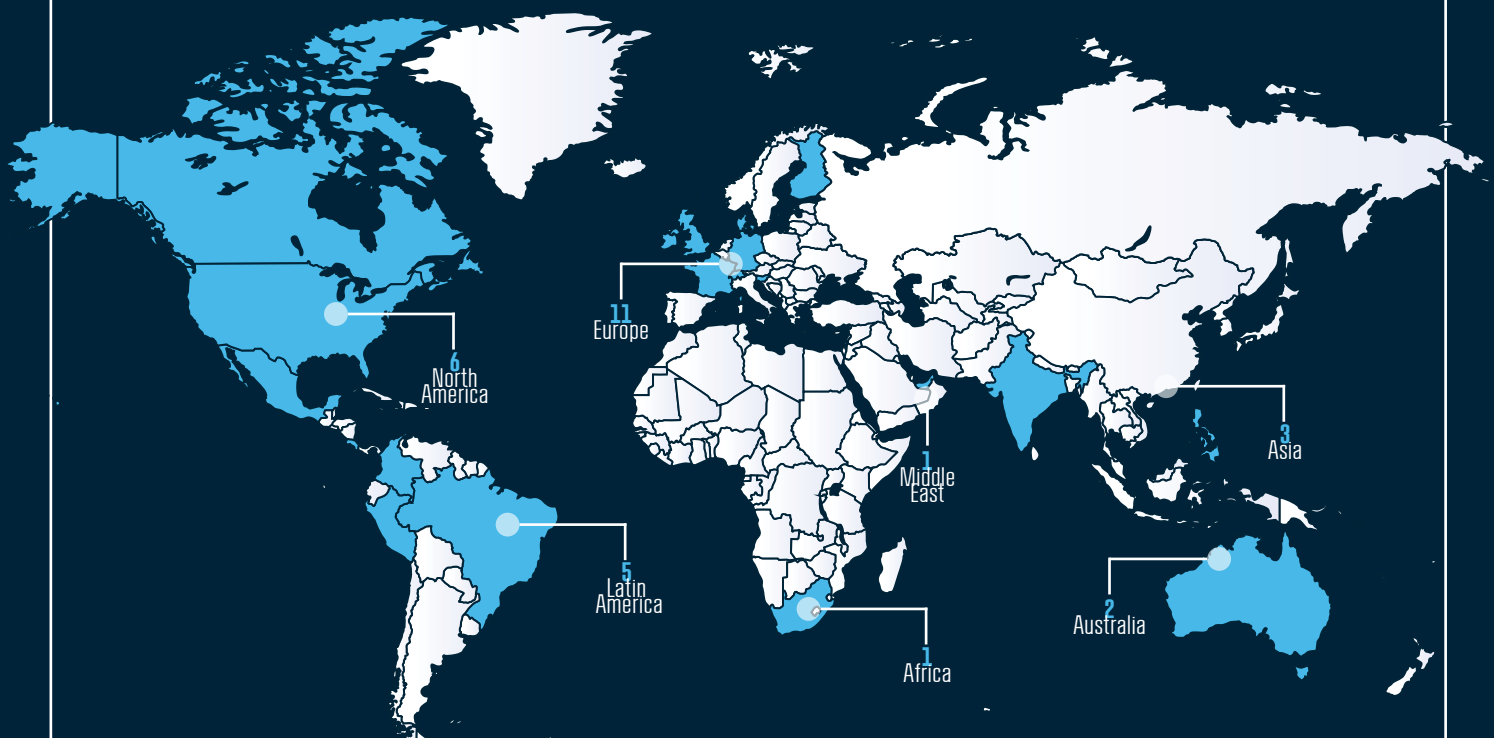 11
Europe
6
North
America
3
Asia
1
Middle
East
5
Latin
America
2
Australia
1
Africa